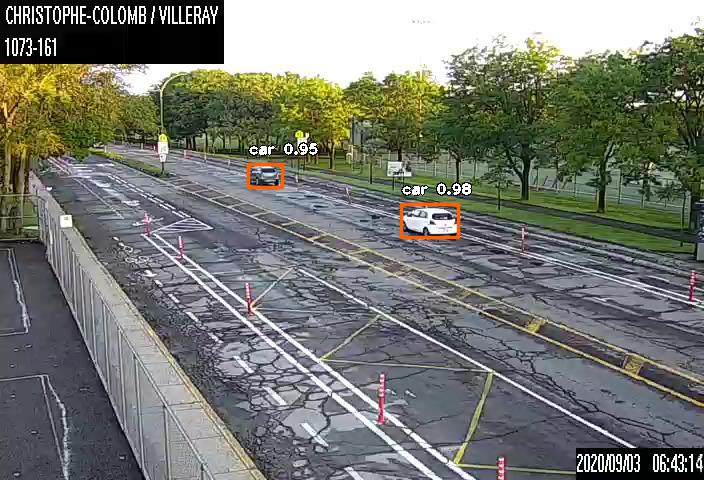 CHRISTOPHE-COLOMB / VILLERAY
1073-161
car 0.95
car 0.98
2020/09/03 06:43:14